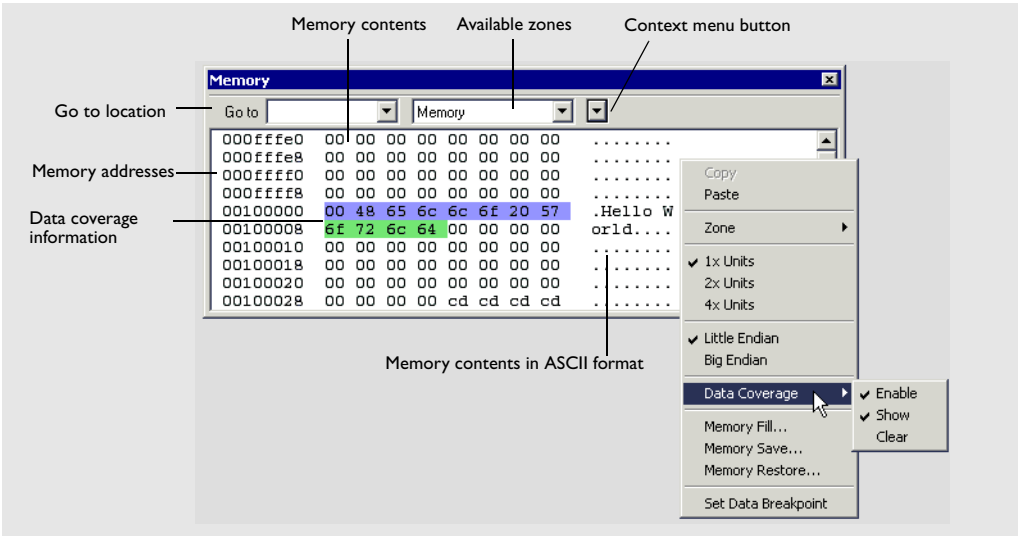 Memory contents
Available zones
Context menu button
Memory
Go to location
Go to
Memory
000fffe0 00 00 00 00 00 00 00 00 ........
000fffe8 00 00 00 00 00 00 00 00 ........
Memory addresses
000ffff0 00 00 00 00 00 00 00 00 ........
000ffff8 00 00 00 00 00 00 00 00 ........
Data coverage
information
00100000 00 48 65 6c 6c 6f 20 57 .Hello W
00100008 6f 72 6c 64 00 00 00 00 orld....
00100010 00 00 00 00 00 00 00 00 ........
00100018 00 00 00 00 00 00 00 00 ........
00100020 00 00 00 00 00 00 00 00 ........
00100028 00 00 00 00 cd cd cd cd ........
Memory contents in ASCII format
Copy
Paste
Zone
1x Units
2x Units
4x Units
Little Endian
Big Endian
Data Coverage
Enable
Show
Clear
Memory Fill...
Memory Save...
Memory Restore...
Set Data Breakpoint